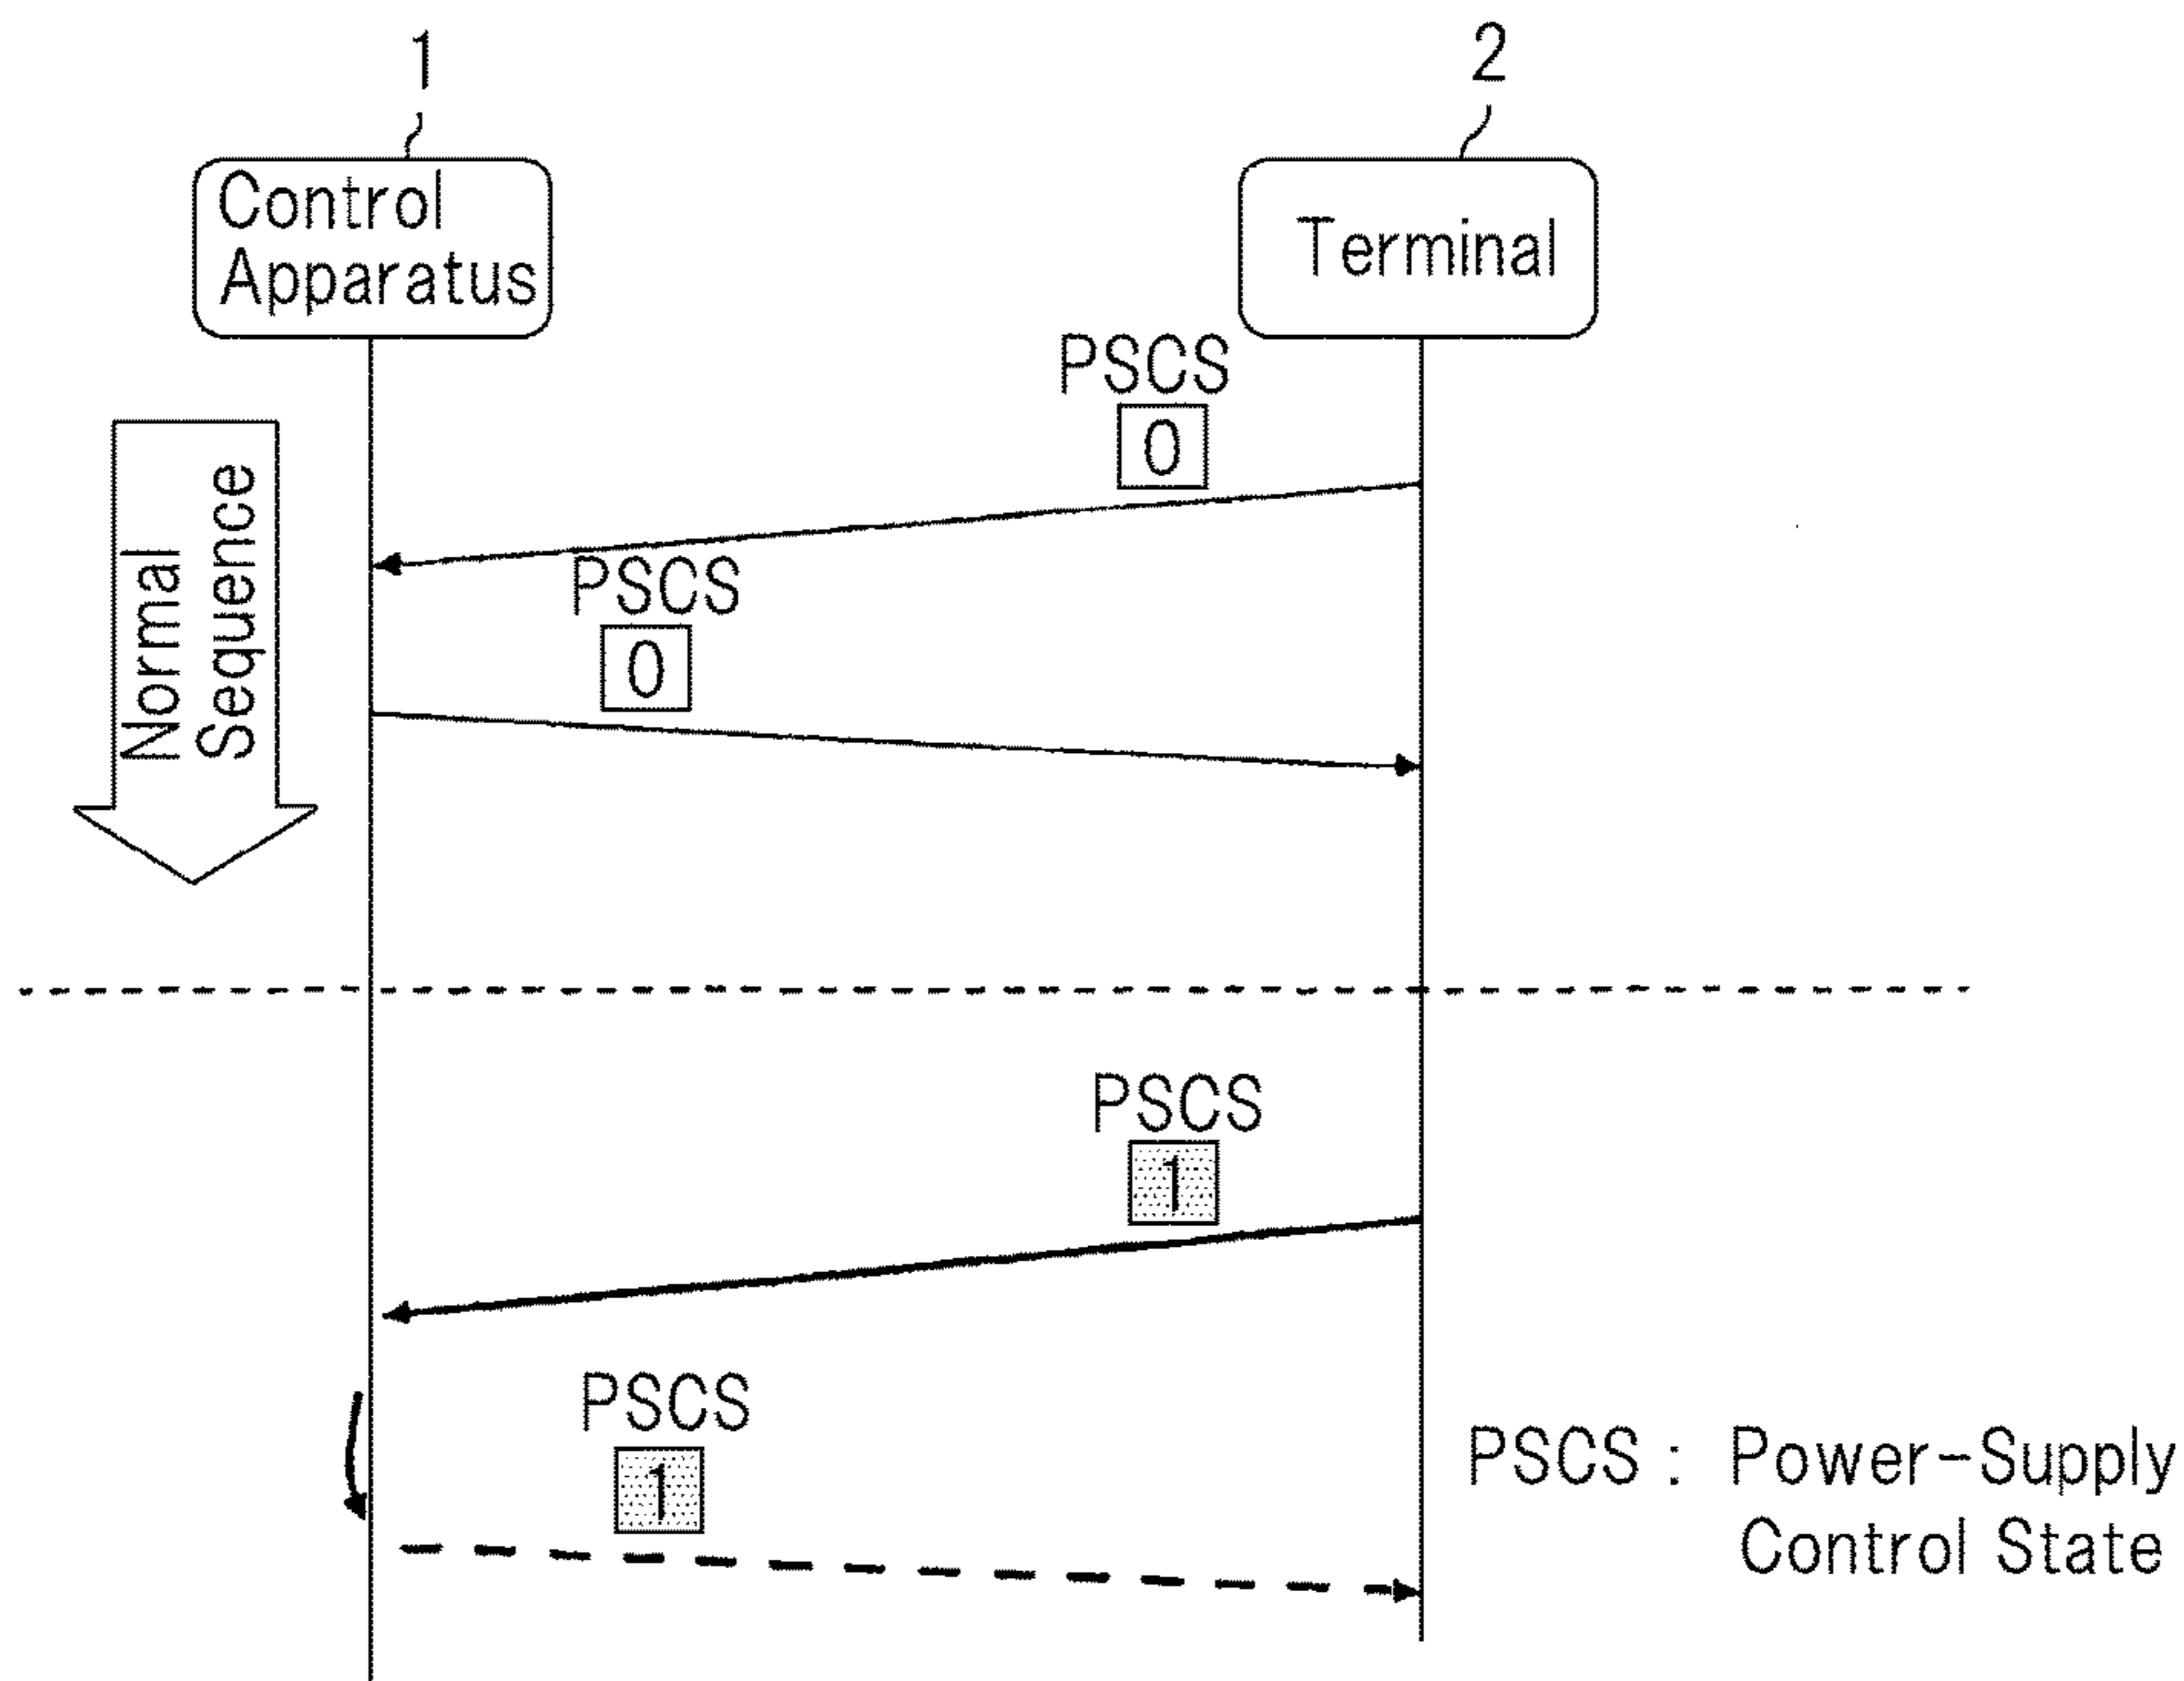 1
2
Control
Apparatus
Terminal
PSCS
0
PSCS
0
Normal
Sequence
PSCS
1
PSCS
1
PSCS : Power-Supply
Control State